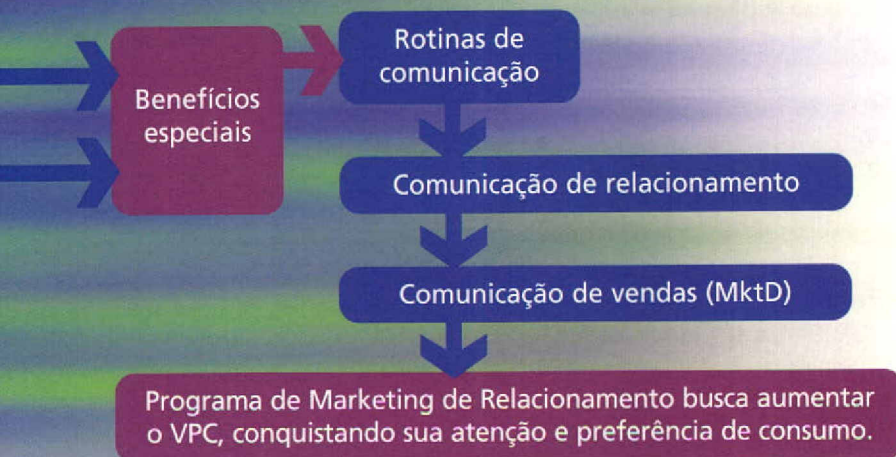 Benefícios
especiais
Rotinas de
comunicação
Comunicação de relacionamento
Comunicação de vendas (MktD)
Programa de Marketing de Relacionamento busca aumentar
o VPC, conquistando sua atenção e preferência de consumo.